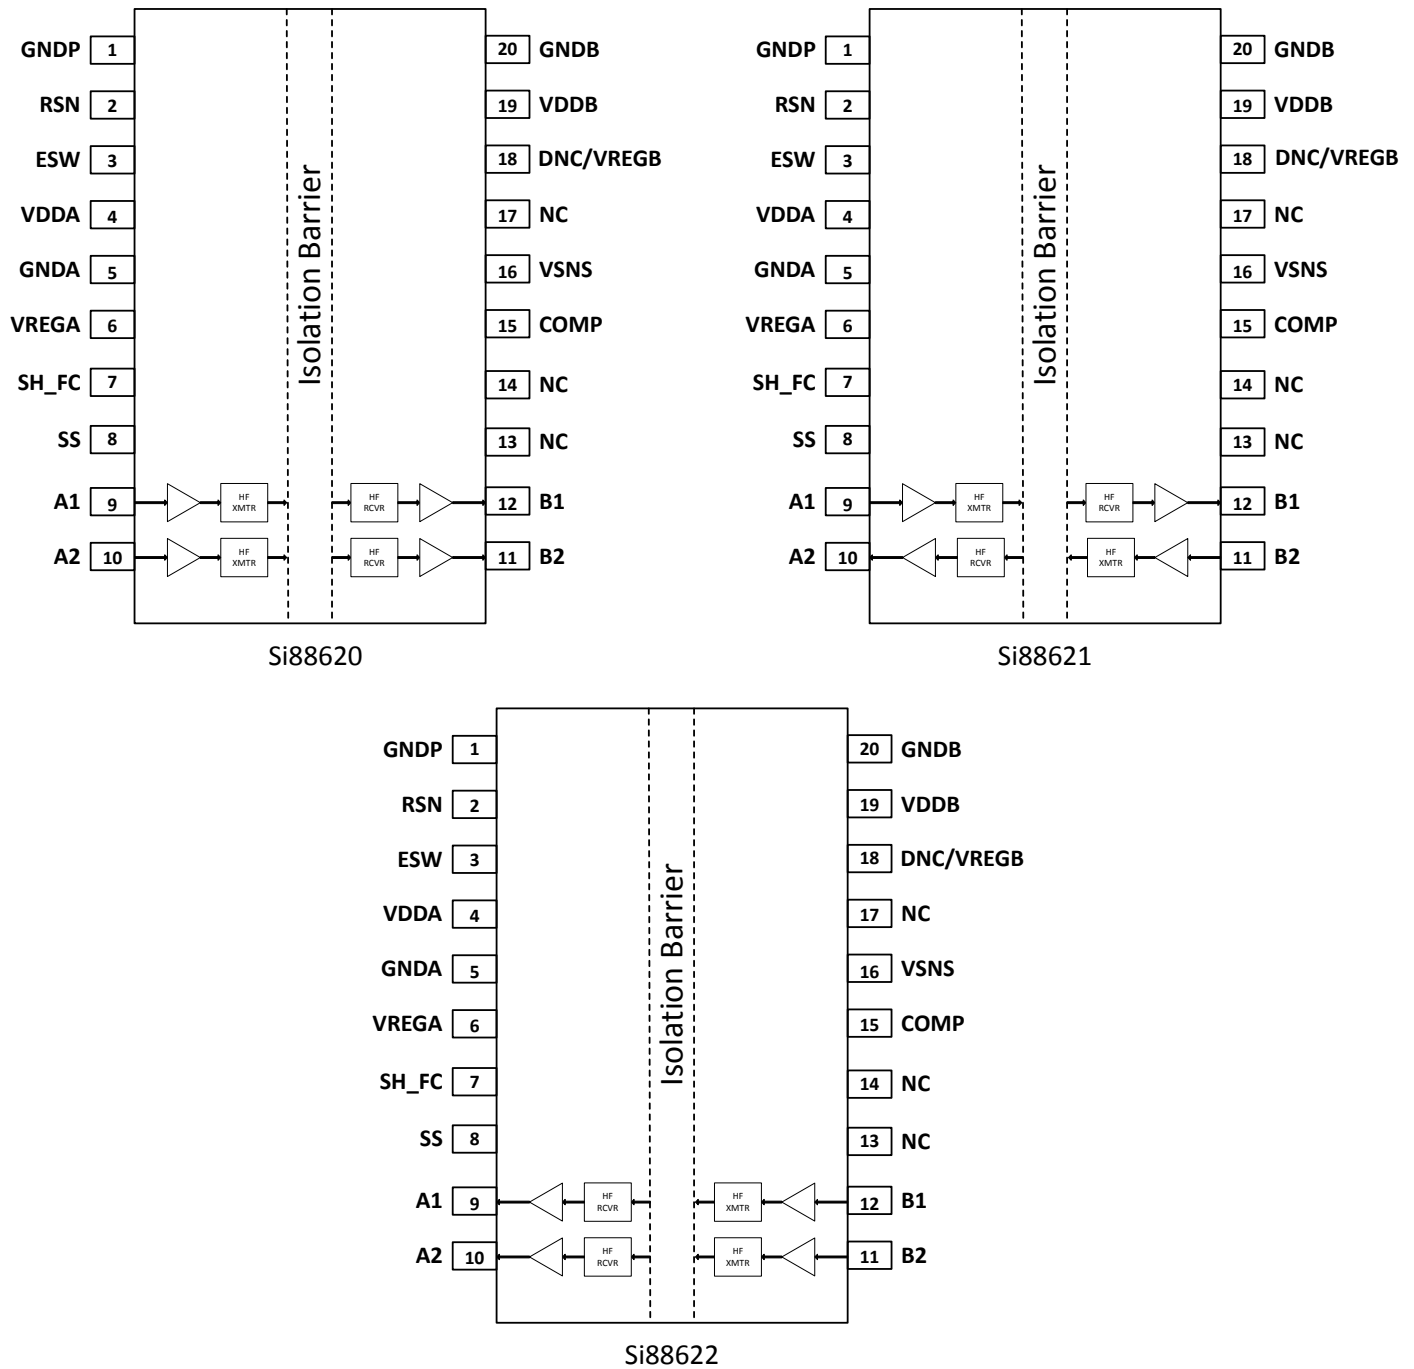 GNDP 1 20 GNDB
RSN 2 19 VDDB
ESW 3 18 DNC/VREGB
VDDA 4 17 NC
GNDA 5 16 VSNS
VREGA 6 15 COMP
SH_FC 7 14 NC
SS 8 13 NC
Isolation Barrier
A1 9 HF XMTR HF RCVR 12 B1
A2 10 HF XMTR HF RCVR 11 B2
Si88620
GNDP 1 20 GNDB
RSN 2 19 VDDB
ESW 3 18 DNC/VREGB
VDDA 4 17 NC
GNDA 5 16 VSNS
VREGA 6 15 COMP
SH_FC 7 14 NC
SS 8 13 NC
Isolation Barrier
A1 9 HF XMTR HF RCVR 12 B1
A2 10 HF RCVR HF XMTR 11 B2
Si88621
GNDP 1 20 GNDB
RSN 2 19 VDDB
ESW 3 18 DNC/VREGB
VDDA 4 17 NC
GNDA 5 16 VSNS
VREGA 6 15 COMP
SH_FC 7 14 NC
SS 8 13 NC
Isolation Barrier
A1 9 HF RCVR HF XMTR 12 B1
A2 10 HF RCVR HF XMTR 11 B2
Si88622